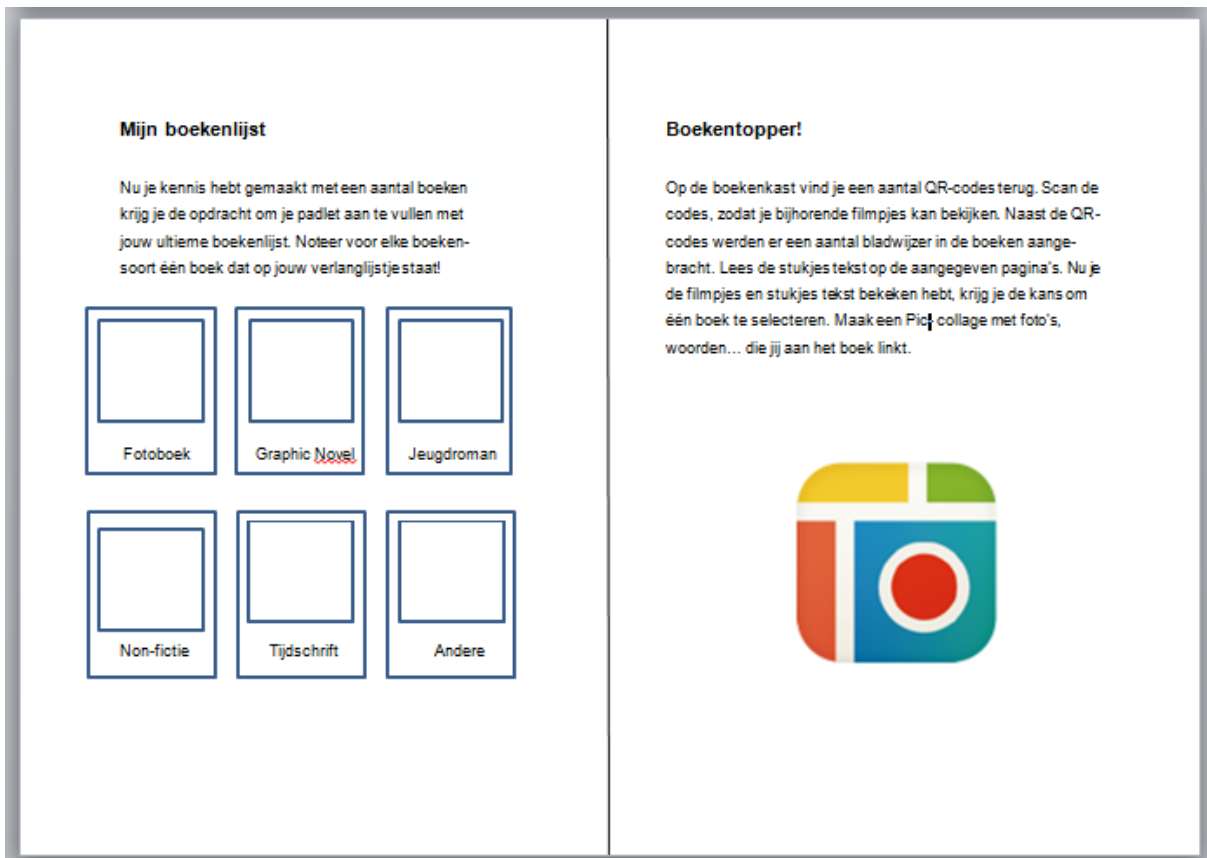 Mijn boekenlijst
Nu je kennis hebt gemaakt met een aantal boeken
krijg je de opdracht om je padlet aan te vullen met
jouw ultieme boekenlijst. Noteer voor elke boeken-
soort één boek dat op jouw verlanglijstje staat!
Fotoboek
Graphic Novel
Jeugdroman
Non-fictie
Tijdschrift
Andere
Boekentopper!
Op de boekenkast vind je een aantal QR-codes terug. Scan de
codes, zodat je bijhorende filmpjes kan bekijken. Naast de QR-
codes werden er een aantal bladwijzer in de boeken aange-
bracht. Lees de stukjes tekst op de aangegeven pagina's. Nu je
de filmpjes en stukjes tekst bekeken hebt, krijg je de kans om
één boek te selecteren. Maak een Pic- collage met foto's,
woorden... die jij aan het boek linkt.